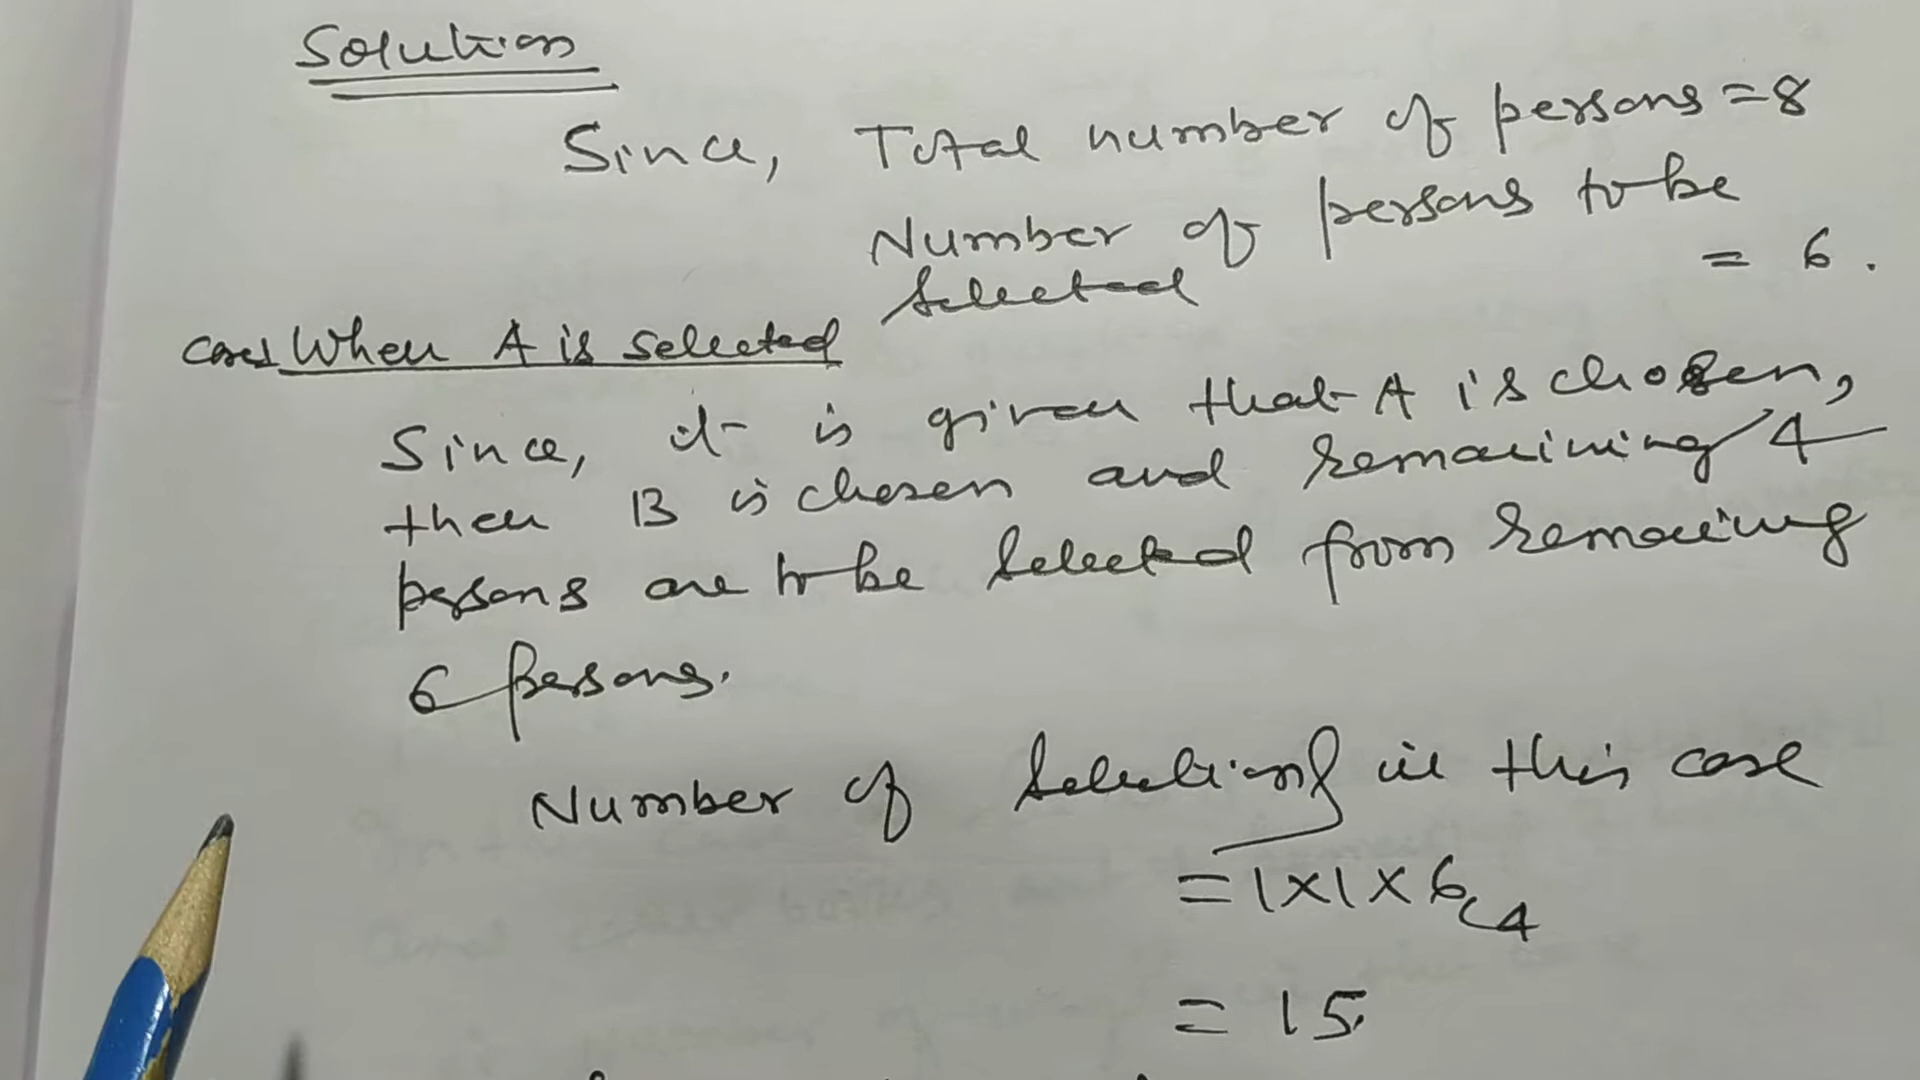 Solution
Since, Total number of persons = 8
Number of persons to be
selected = 6.
Case1 When A is selected
Since, it is given that A is chosen,
then B is chosen and remaining 4
persons are to be selected from remaining
6 persons.
Number of selections in this case
= 1 × 1 × 6C4
= 15.